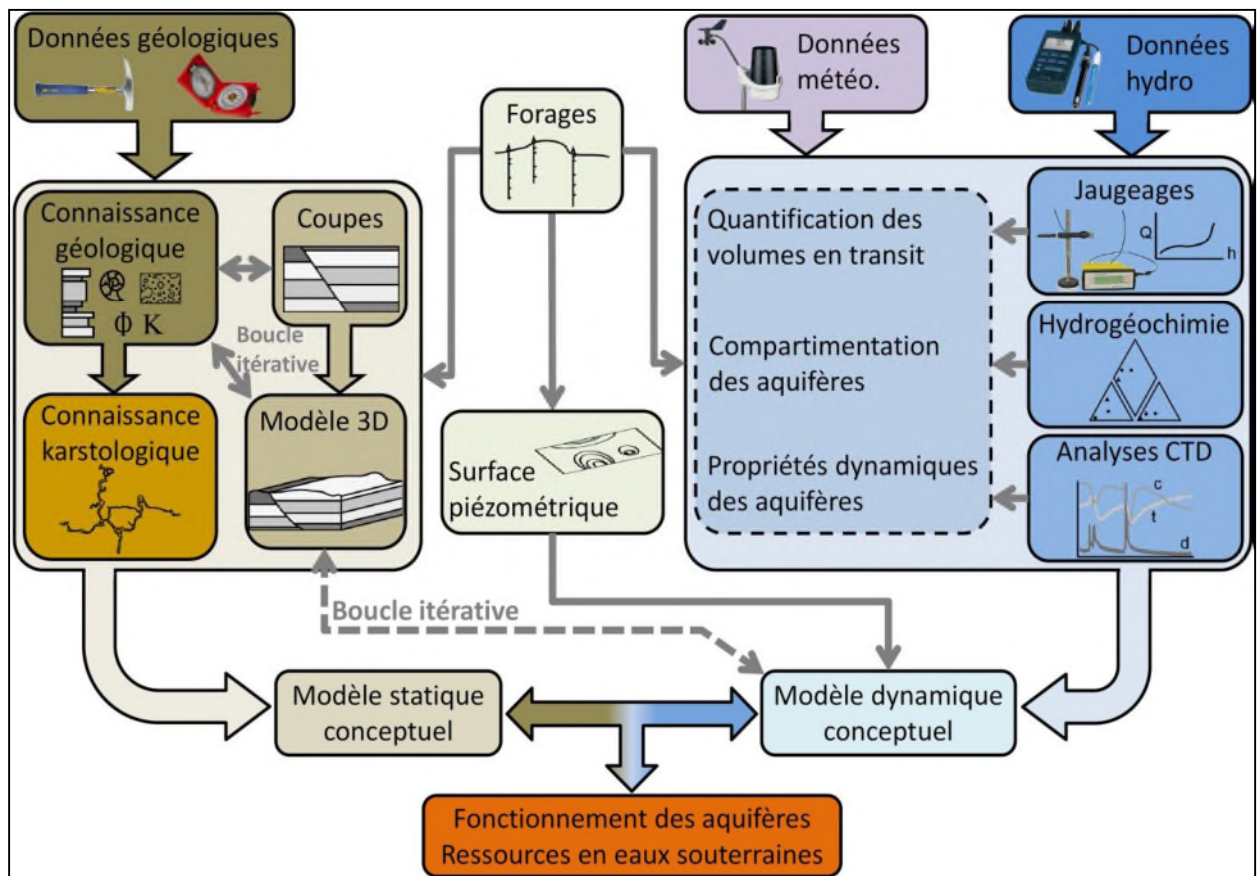 Données géologiques
Données
météo.
Données
hydro
Forages
Connaissance
géologique
Φ K
Coupes
Boucle
itérative
Connaissance
karstologique
Modèle 3D
Surface
piézométrique
Quantification des
volumes en transit
Compartimentation
des aquifères
Propriétés dynamiques
des aquifères
Jaugeages
Q
h
Hydrogéochimie
Analyses CTD
c
t
d
Boucle itérative
Modèle statique
conceptuel
Modèle dynamique
conceptuel
Fonctionnement des aquifères
Ressources en eaux souterraines